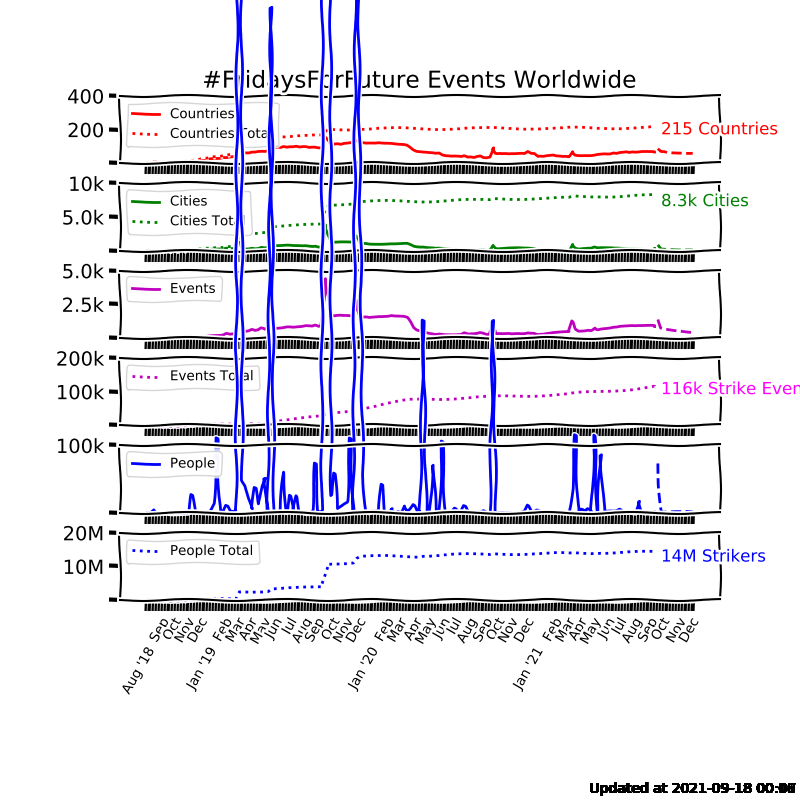 #FridaysForFuture Events Worldwide
400
200
Countries
Countries Total
215 Countries
10k
5.0k
Cities
Cities Total
8.3k Cities
5.0k
2.5k
Events
200k
100k
Events Total
116k Strike Even
100k
People
20M
10M
People Total
14M Strikers
Aug '18 Sep Oct Nov Dec Jan '19 Feb Mar Apr May Jun Jul Aug Sep Oct Nov Dec Jan '20 Feb Mar Apr May Jun Jul Aug Sep Oct Nov Dec Jan '21 Feb Mar Apr May Jun Jul Aug Sep Oct Nov Dec
Updated at 2021-09-18